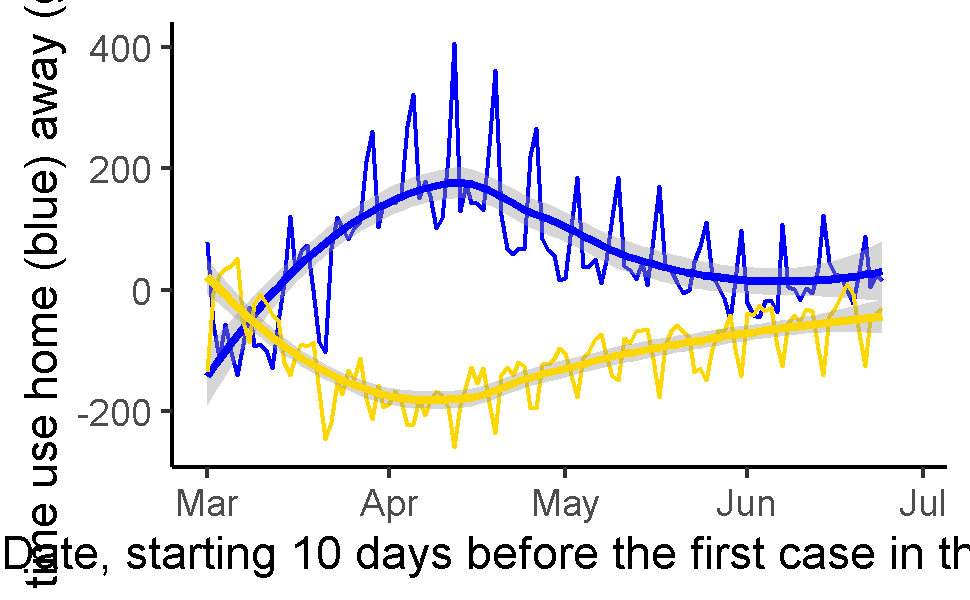 time use home (blue) away (
400
200
0
-200
Mar Apr May Jun Jul
Date, starting 10 days before the first case in th